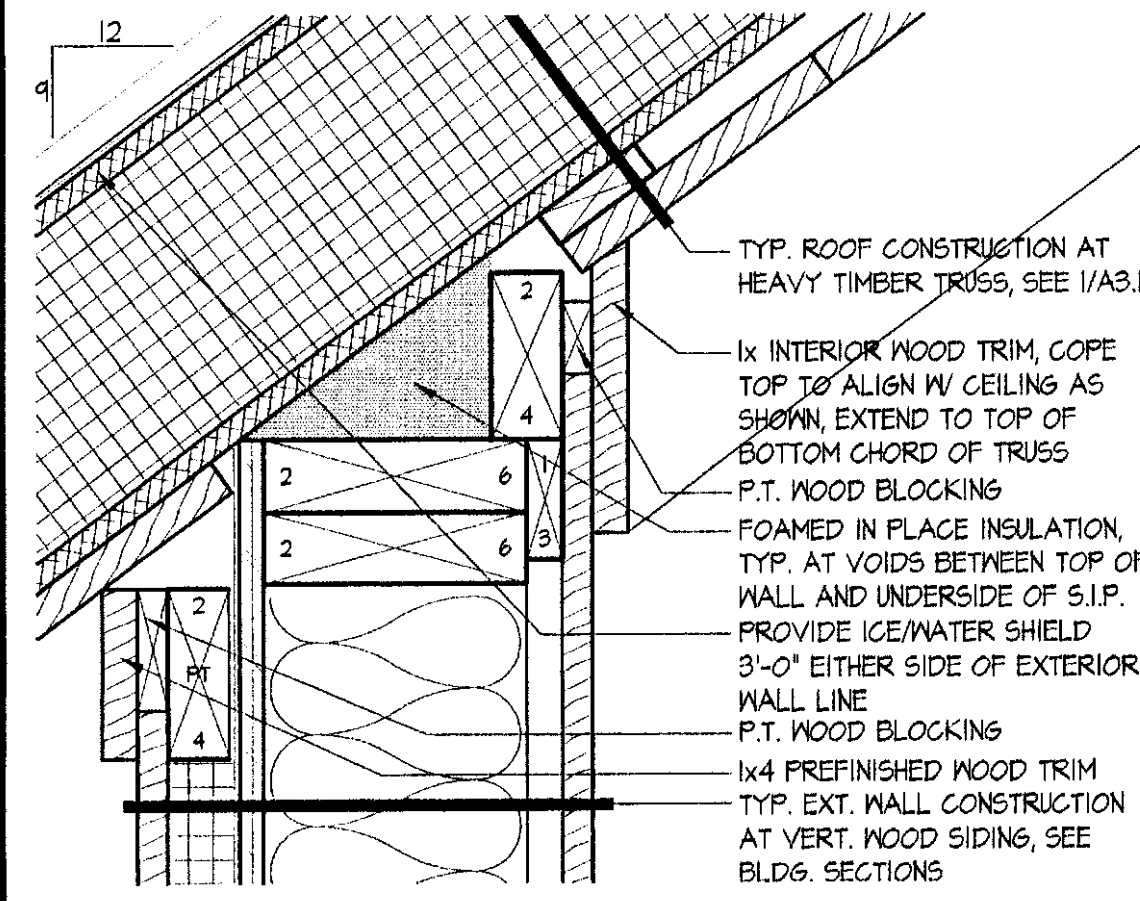 12
9
TYP. ROOF CONSTRUCTION AT
HEAVY TIMBER TRUSS, SEE 1/A3.1
1x INTERIOR WOOD TRIM, COPE
TOP TO ALIGN W/ CEILING AS
SHOWN, EXTEND TO TOP OF
BOTTOM CHORD OF TRUSS
P.T. WOOD BLOCKING
FOAMED IN PLACE INSULATION,
TYP. AT VOIDS BETWEEN TOP OF
WALL AND UNDERSIDE OF S.I.P.
PROVIDE ICE/WATER SHIELD
3'-0" EITHER SIDE OF EXTERIOR
WALL LINE
P.T. WOOD BLOCKING
1x4 PREFINISHED WOOD TRIM
TYP. EXT. WALL CONSTRUCTION
AT VERT. WOOD SIDING, SEE
BLDG. SECTIONS
2
4
2 6
1
3
2 6
2
PT
4